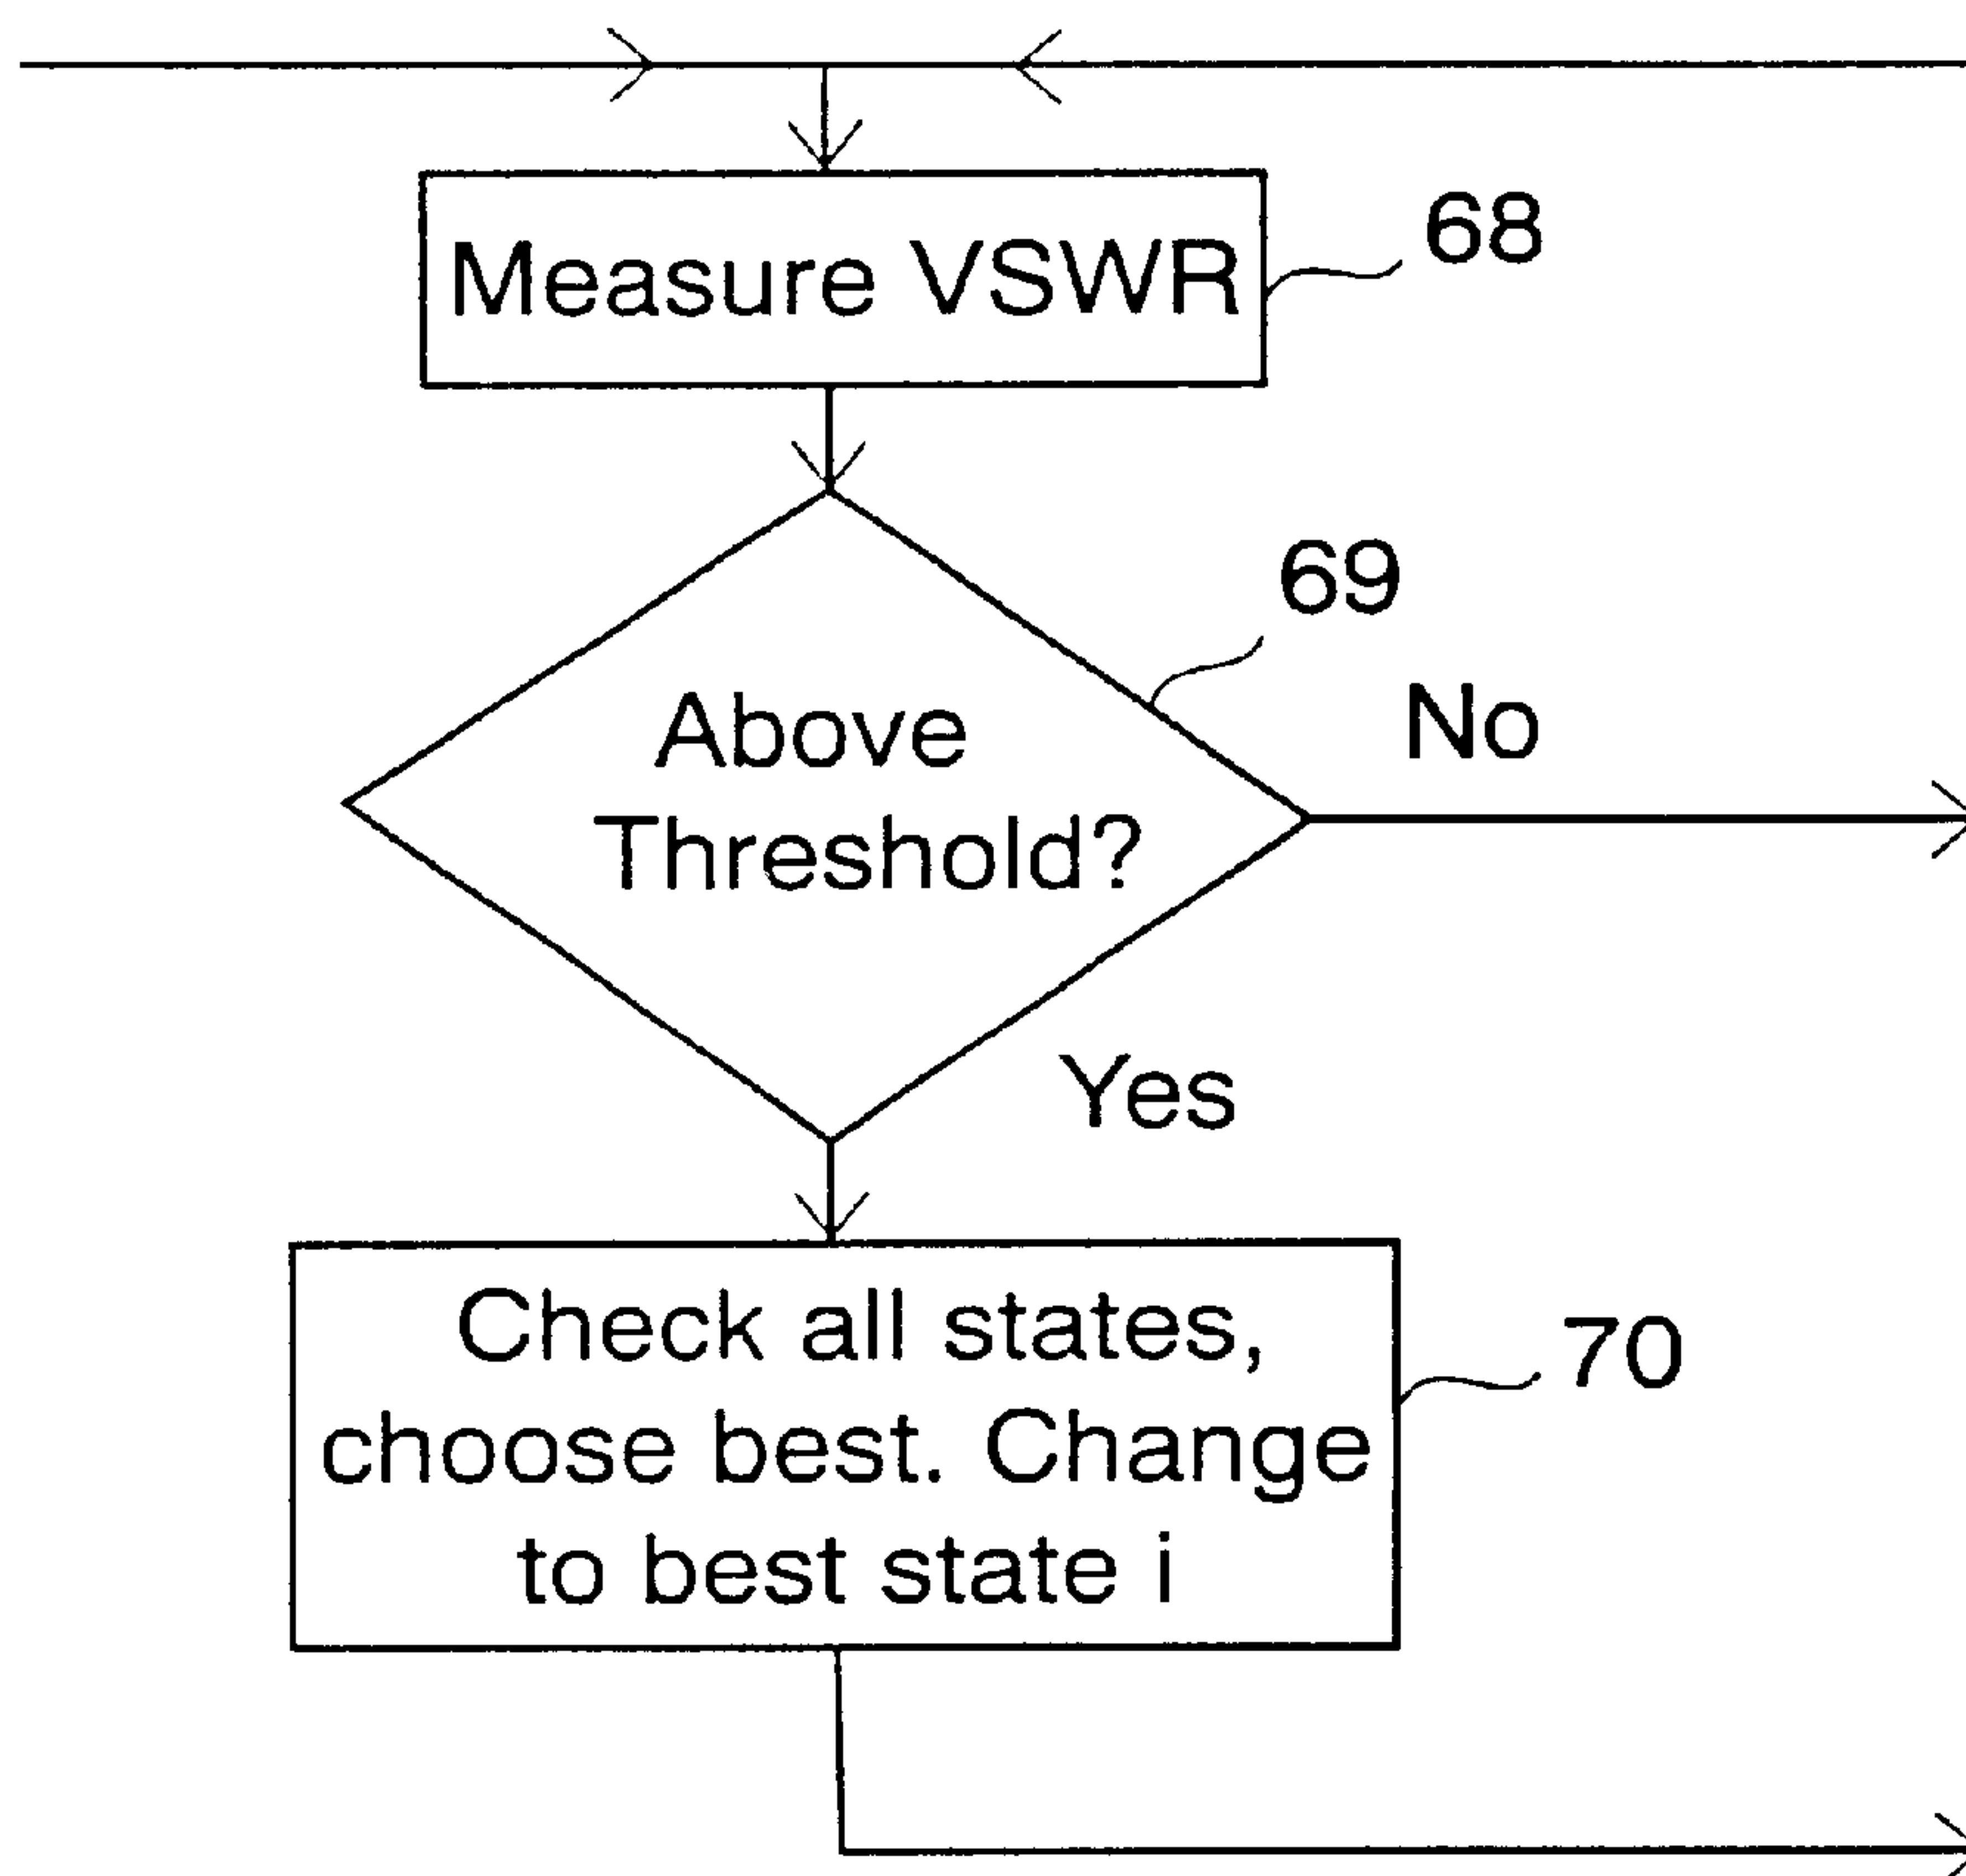 Measure VSWR
68
69
Above
Threshold?
No
Yes
Check all states,
choose best. Change
to best state i
70